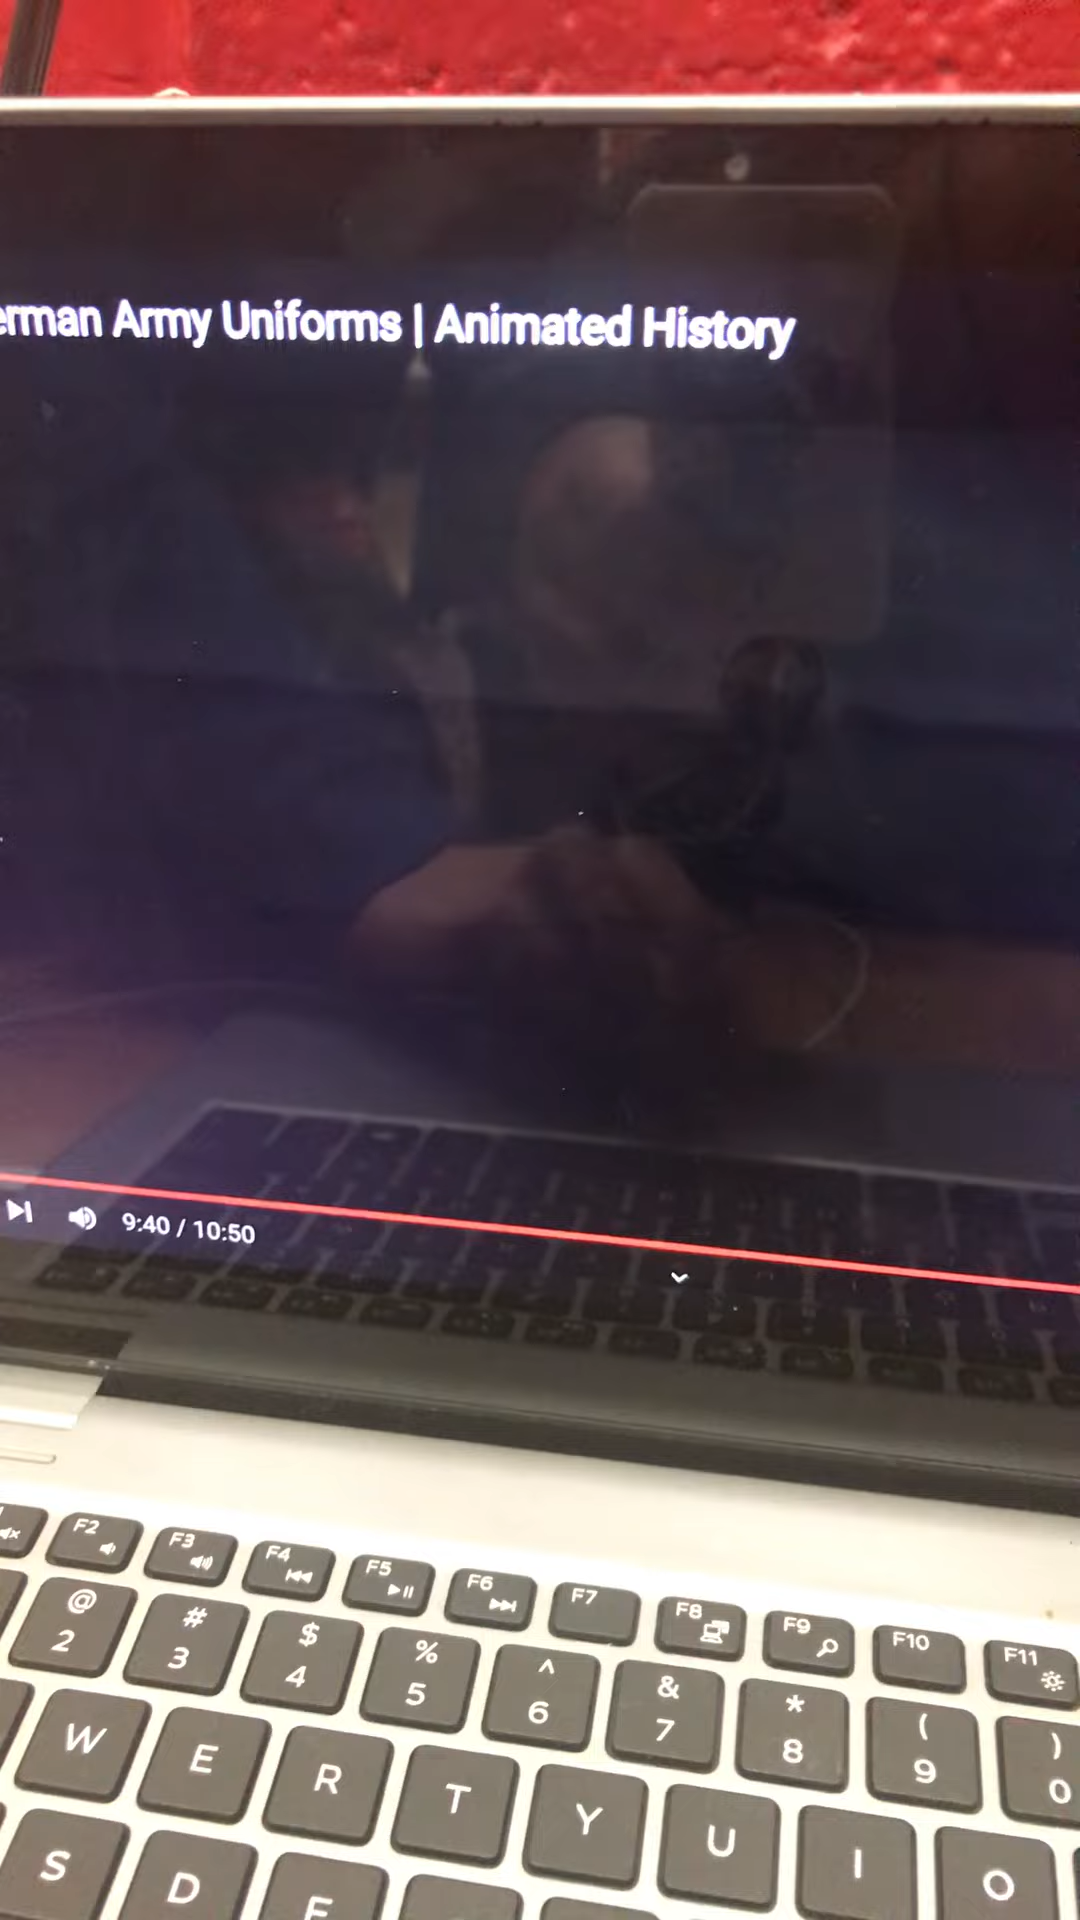 erman Army Uniforms | Animated History
9:40 / 10:50
F2 F3 F4 F5 F6 F7 F8 F9 F10 F11
@ # $ % ^ & * ( )
2 3 4 5 6 7 8 9 0
W E R T Y U I O
S D F